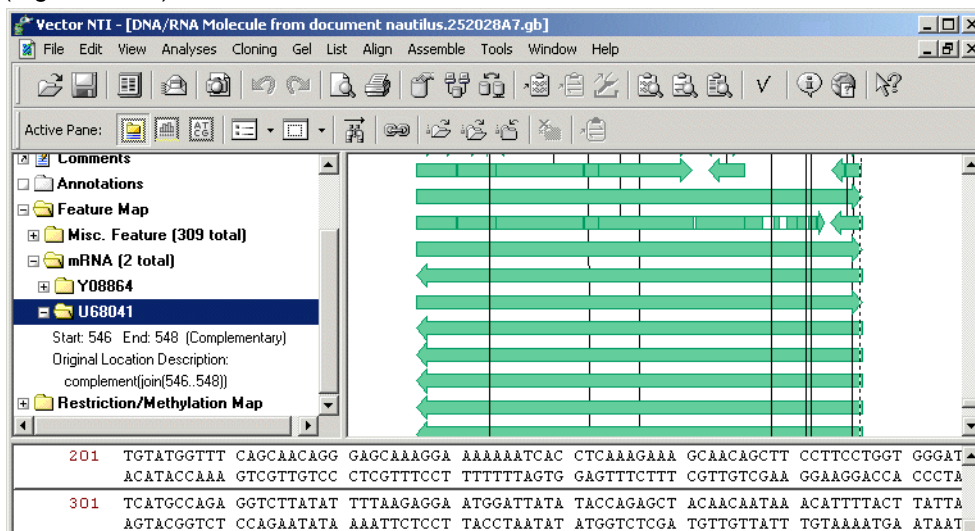 Vector NTI - [DNA/RNA Molecule from document nautilus.252028A7.gb]
File Edit View Analyses Cloning Gel List Align Assemble Tools Window Help
Active Pane:
Comments
Annotations
Feature Map
Misc. Feature (309 total)
mRNA (2 total)
Y08864
U68041
Start: 546 End: 548 (Complementary)
Original Location Description:
complement(join(546..548))
Restriction/Methylation Map
201 TGTATGGTTT CAGCAACAGG GAGCAAAGGA AAAAAATCAC CTCAAAGAAA GCAACAGCTT CCTTCCTGGT GGGAT
ACATACCAAA GTCGTTGTCC CTCGTTTCCT TTTTTTAGTG GAGTTTCTTT CGTTGTCGAA GGAAGGACCA CCCTA
301 TCATGCCAGA GGTCTTATAT TTTAAGAGGA ATGGATTATA TACCAGAGCT ACAACAATAA ACATTTTACT TATTA
AGTACGGTCT CCAGAATATA AAATTCTCCT TACCTAATAT ATGGTCTCGA TGTTGTTATT TGTAAAATGA ATAAT